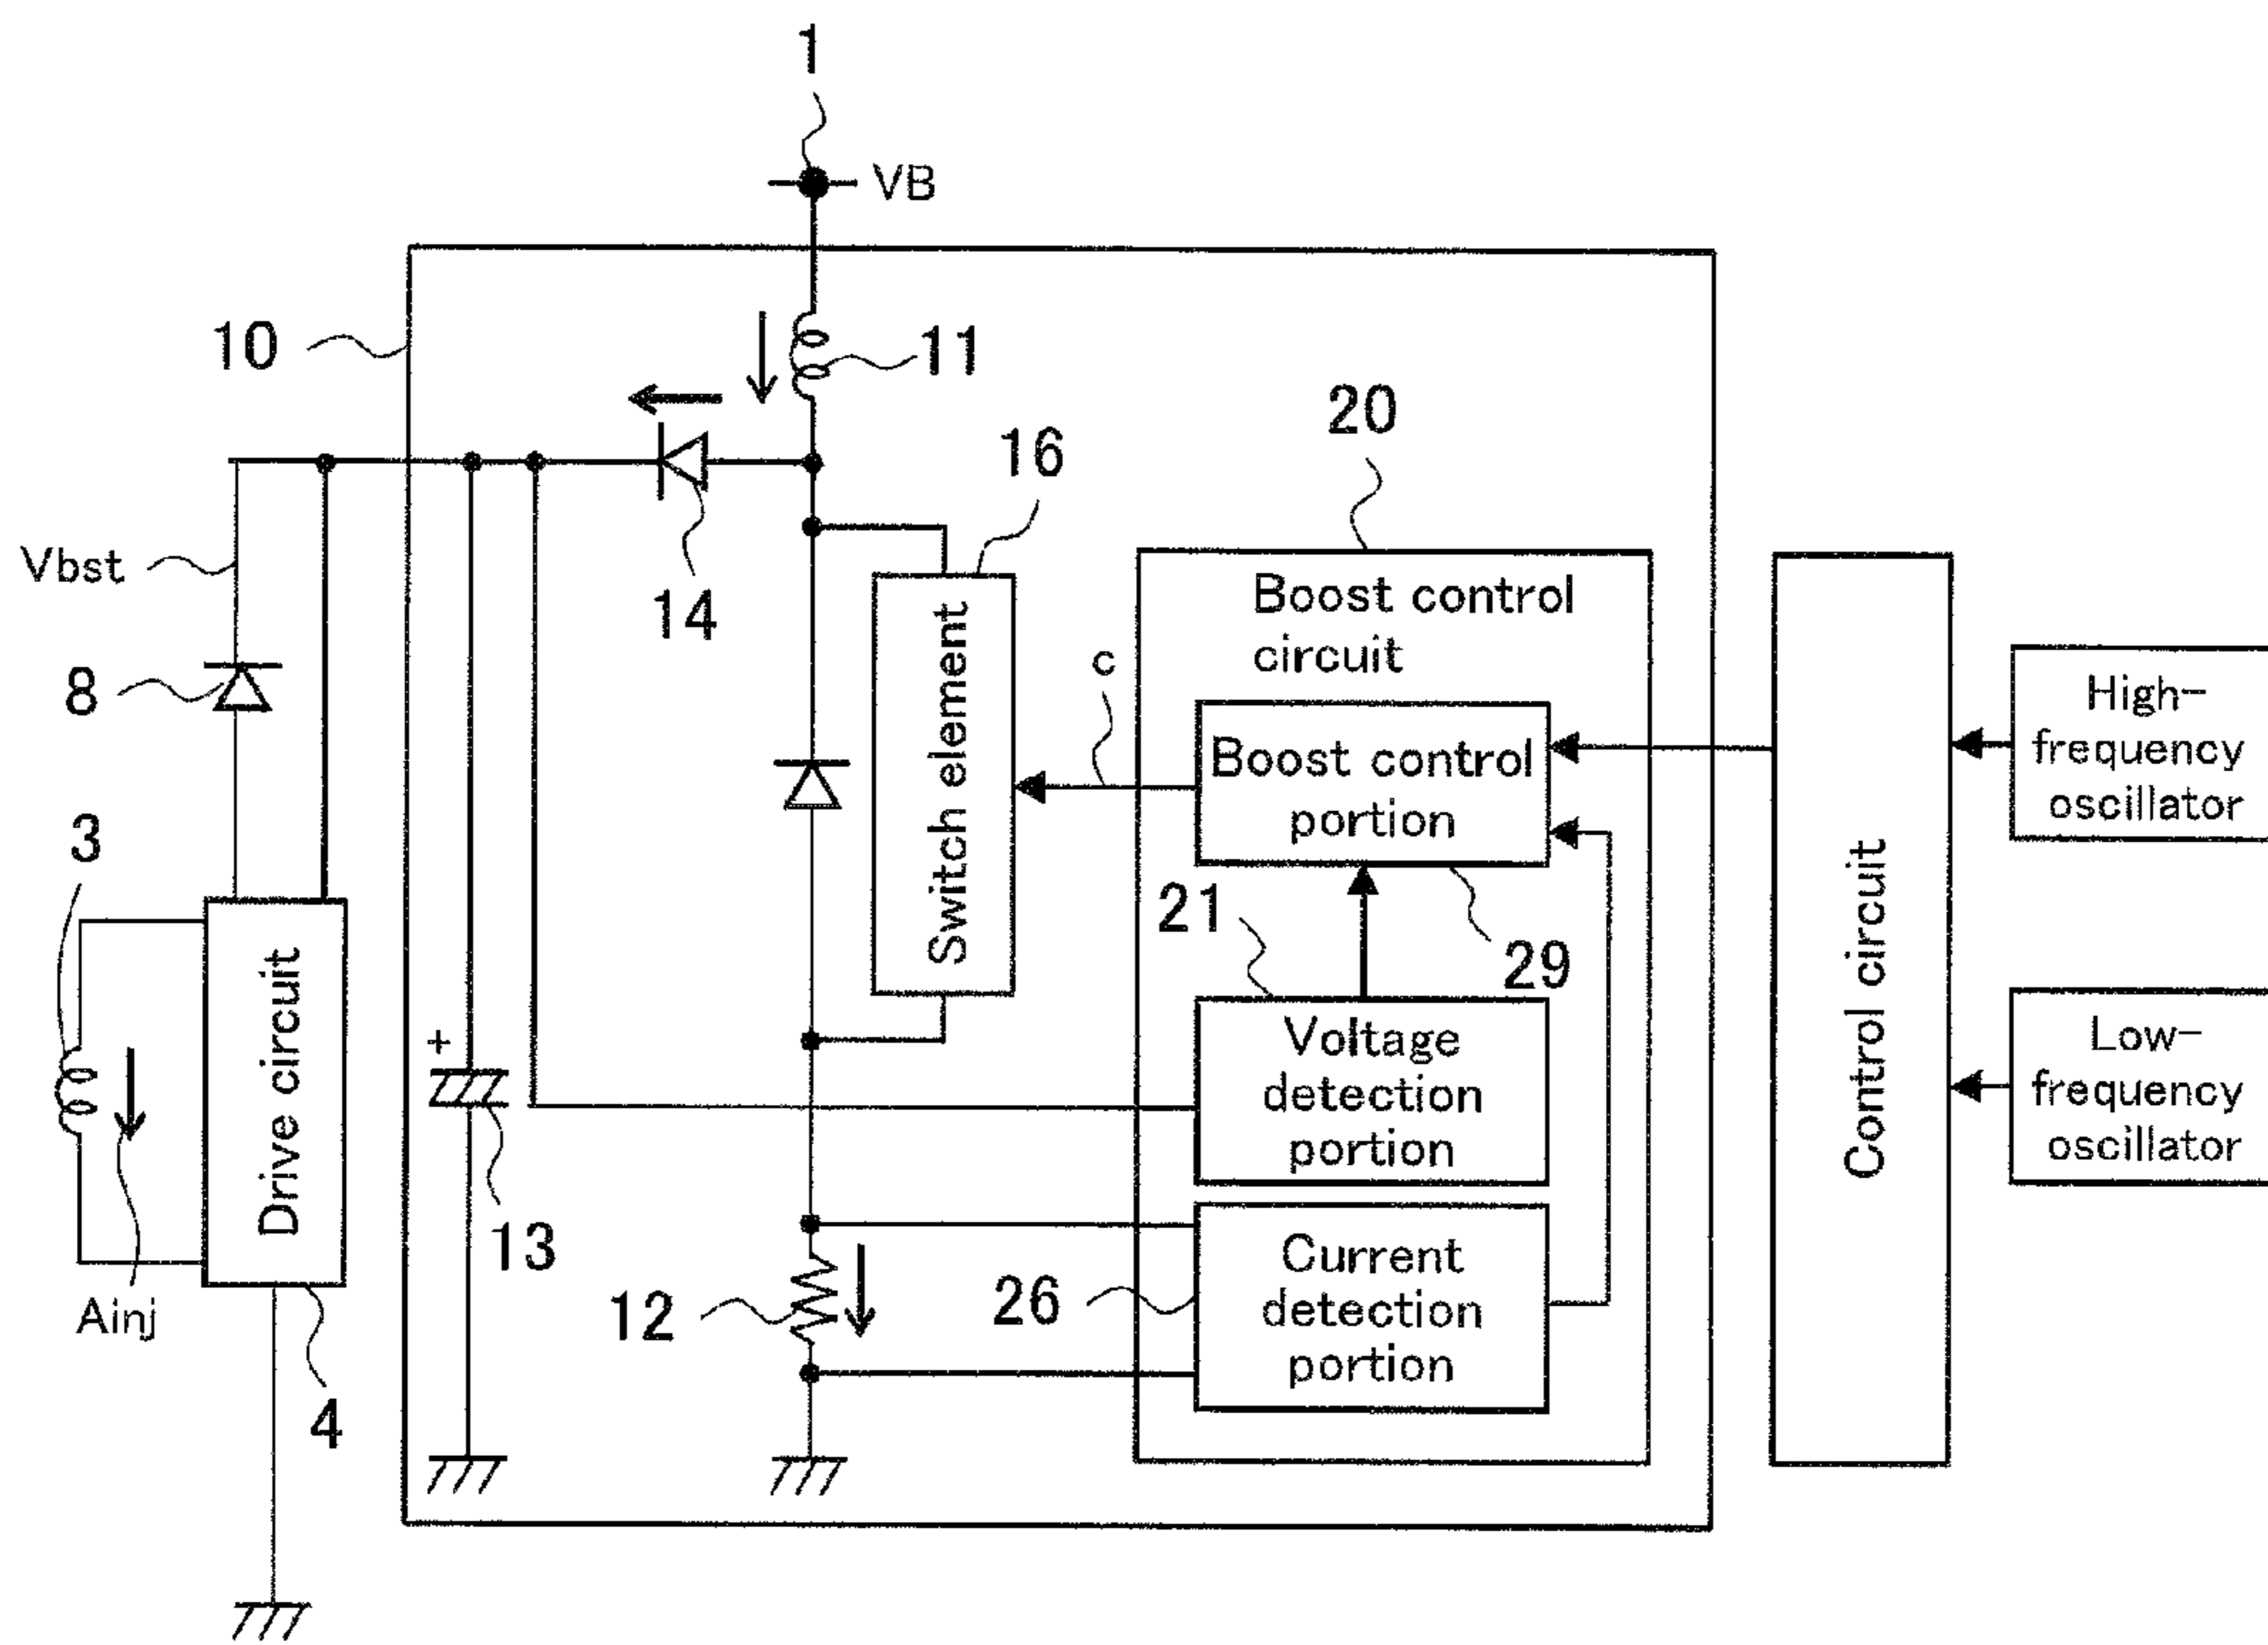 1
VB
10
11
20
16
Vbst
14
Boost control
circuit
c
8
Switch element
Boost control
portion
High-
frequency
oscillator
3
21
29
Control circuit
Drive circuit
+
Voltage
detection
portion
Low-
frequency
oscillator
13
Ainj
12
26
Current
detection
portion
4